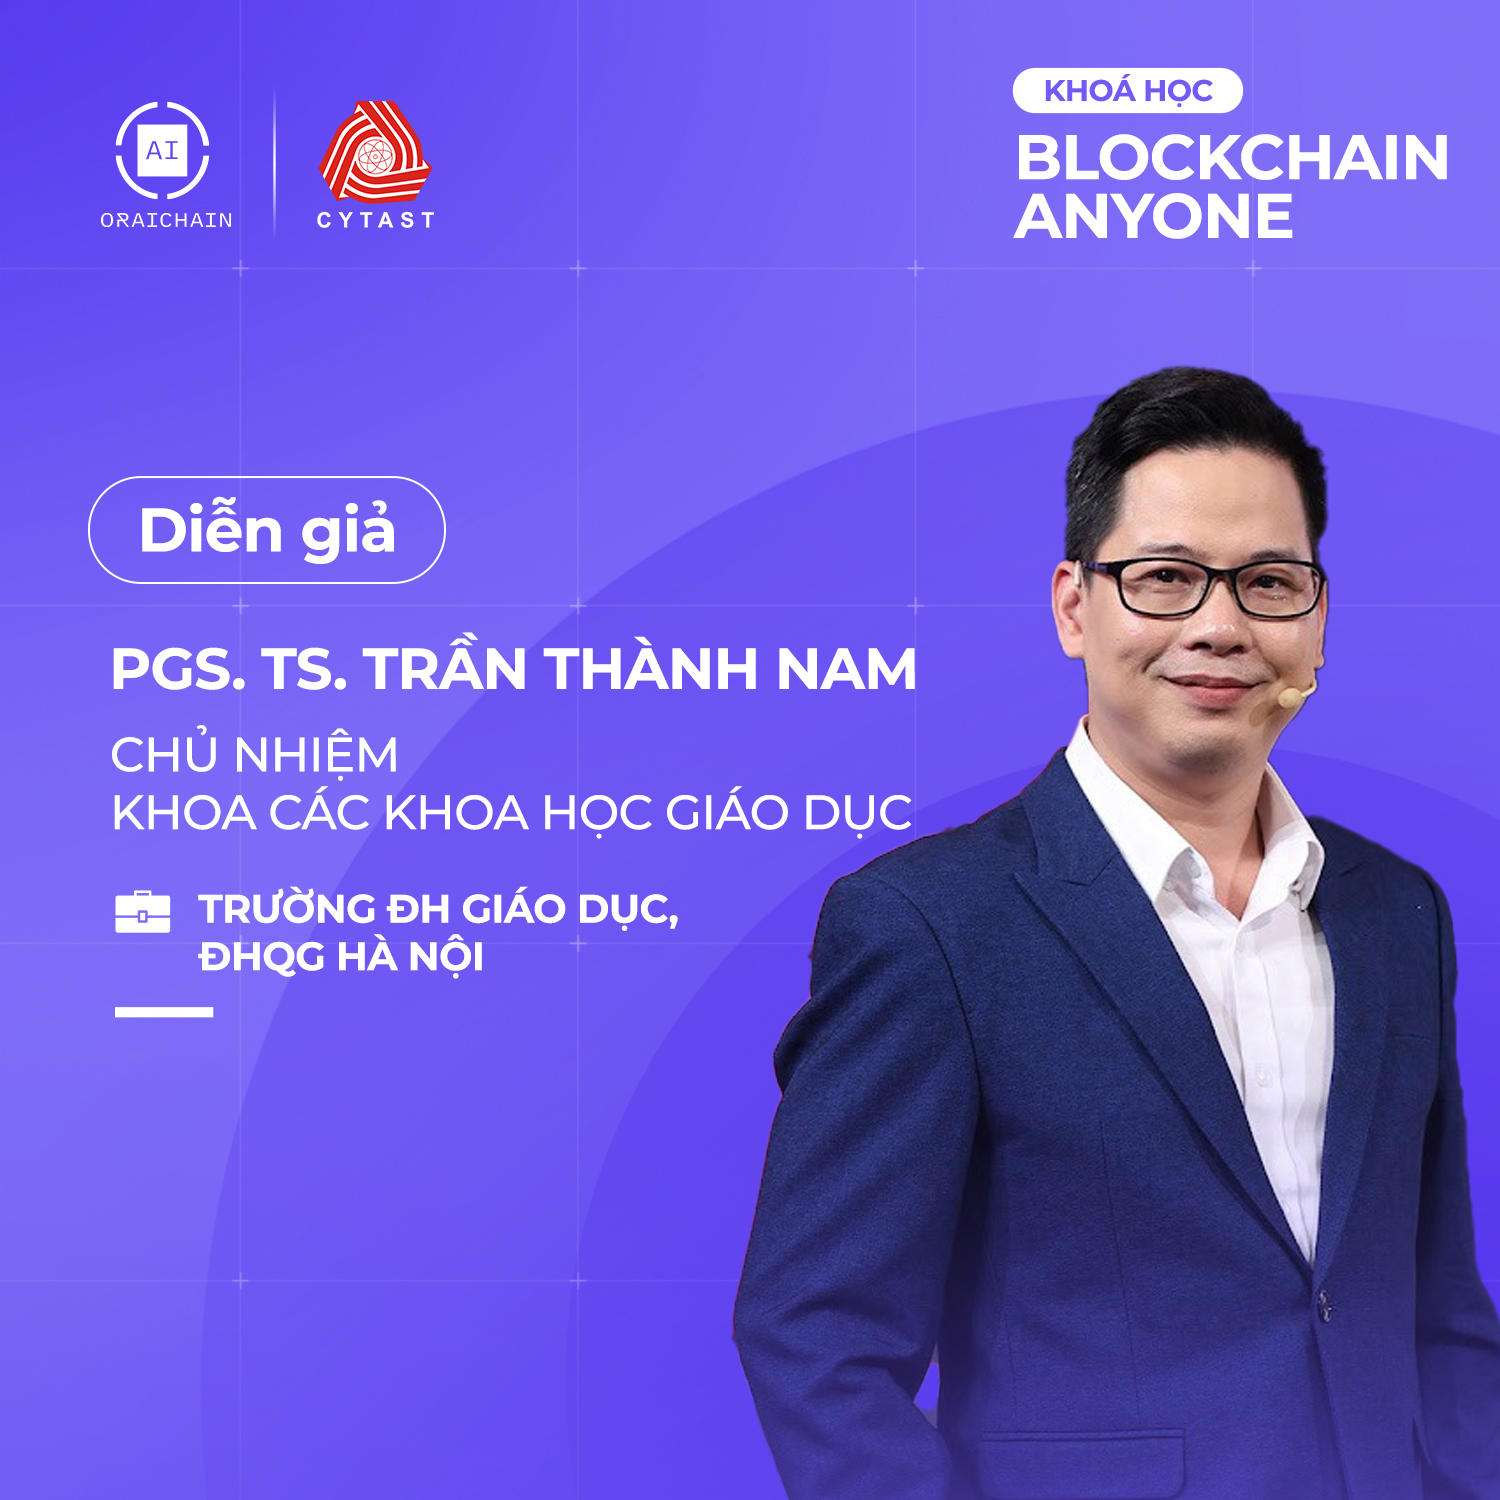 AI
ORAICHAIN
CYTAST
KHOÁ HỌC
BLOCKCHAIN
ANYONE
Diễn giả
PGS. TS. TRẦN THÀNH NAM
CHỦ NHIỆM
KHOA CÁC KHOA HỌC GIÁO DỤC
TRƯỜNG ĐH GIÁO DỤC,
ĐHQG HÀ NỘI